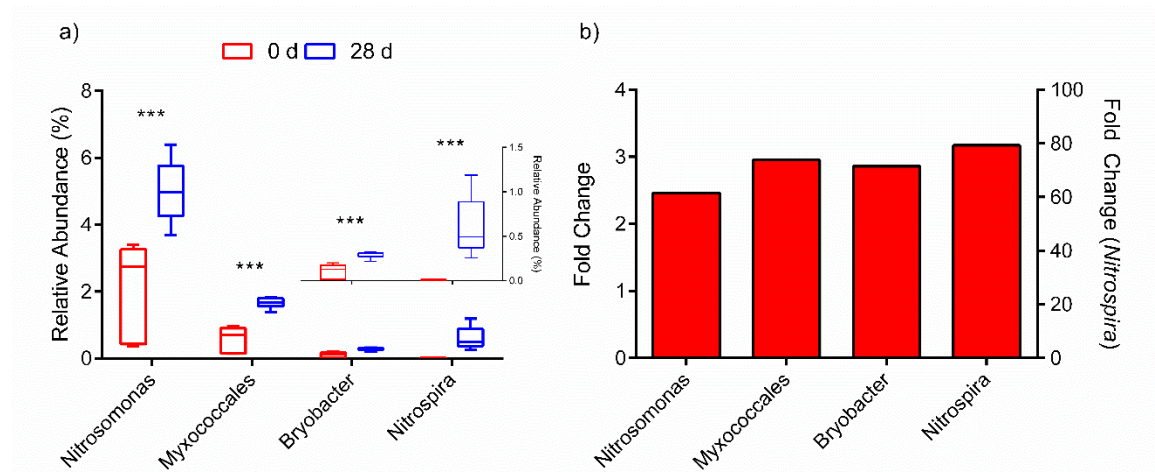 a)
0 d 28 d
Relative Abundance (%)
8
6
4
2
0
***
***
***
***
1.5
1.0
0.5
0.0
Relative Abundance (%)
Nitrosomonas
Myxococcales
Bryobacter
Nitrospira
b)
Fold Change
4
3
2
1
0
100
80
60
40
20
0
Fold Change (Nitrospira)
Nitrosomonas
Myxococcales
Bryobacter
Nitrospira